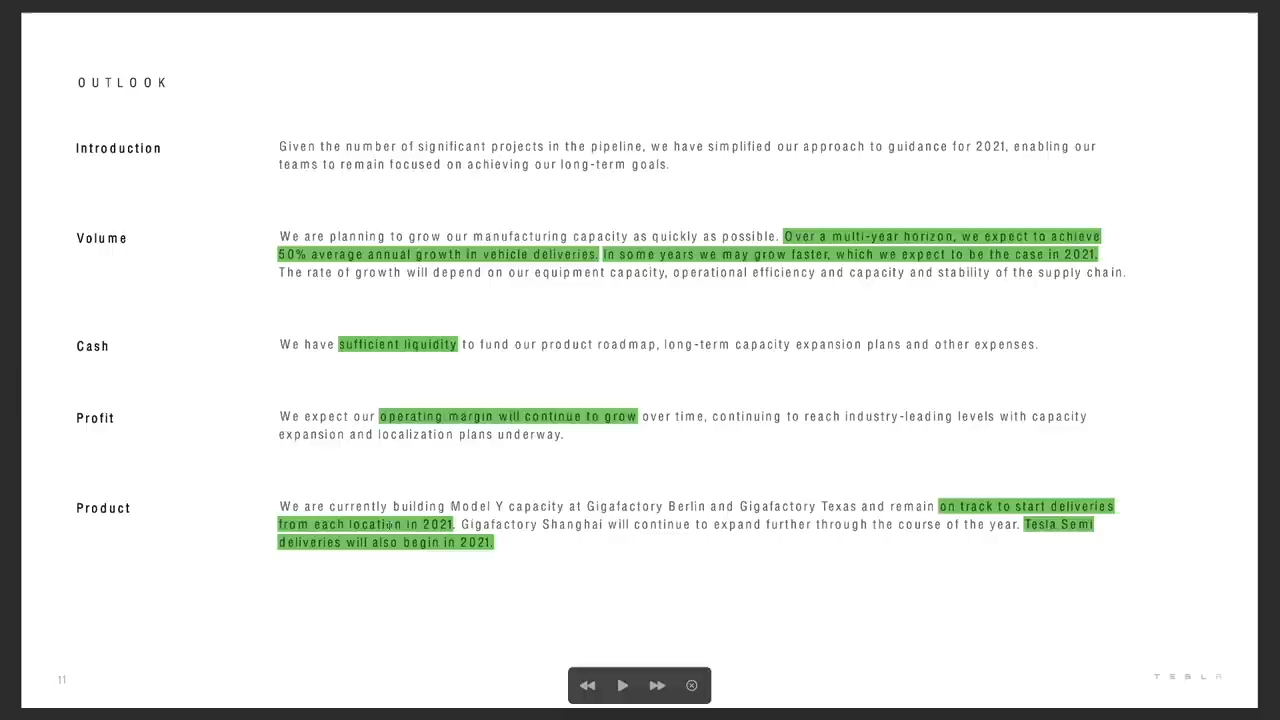 OUTLOOK
Introduction
Given the number of significant projects in the pipeline, we have simplified our approach to guidance for 2021, enabling our
teams to remain focused on achieving our long-term goals.
Volume
We are planning to grow our manufacturing capacity as quickly as possible. Over a multi-year horizon, we expect to achieve
50% average annual growth in vehicle deliveries. In some years we may grow faster, which we expect to be the case in 2021.
The rate of growth will depend on our equipment capacity, operational efficiency and capacity and stability of the supply chain.
Cash
We have sufficient liquidity to fund our product roadmap, long-term capacity expansion plans and other expenses.
Profit
We expect our operating margin will continue to grow over time, continuing to reach industry-leading levels with capacity
expansion and localization plans underway.
Product
We are currently building Model Y capacity at Gigafactory Berlin and Gigafactory Texas and remain on track to start deliveries
from each location in 2021. Gigafactory Shanghai will continue to expand further through the course of the year. Tesla Semi
deliveries will also begin in 2021.
11
TESLA